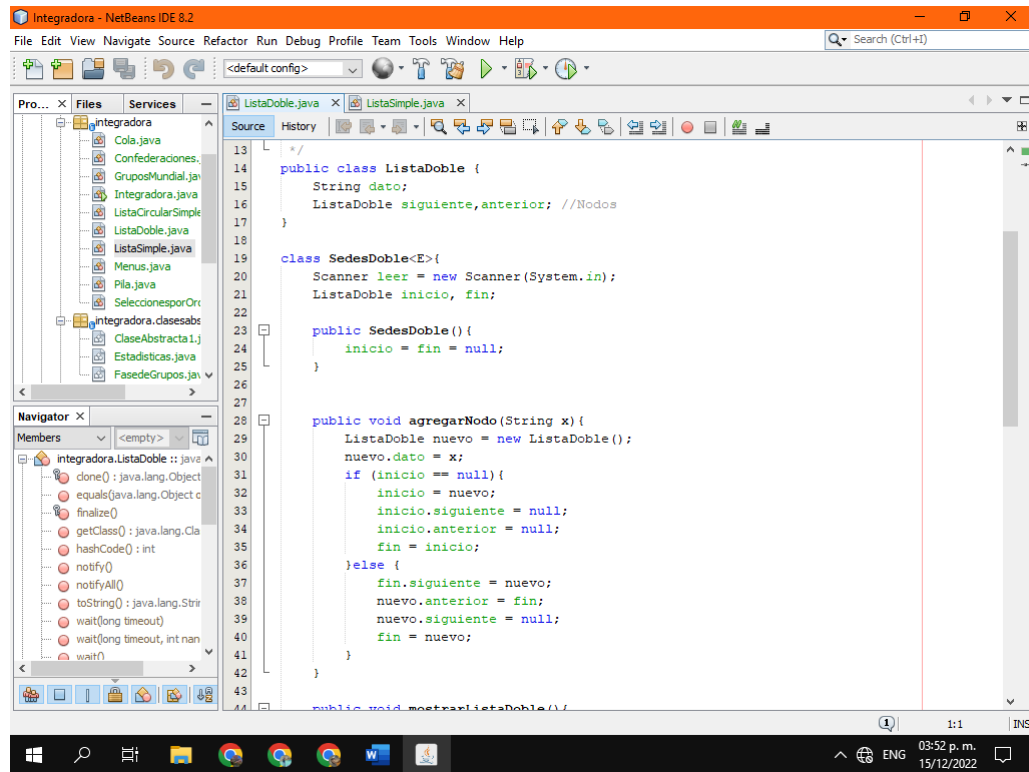 Integradora - NetBeans IDE 8.2
File Edit View Navigate Source Refactor Run Debug Profile Team Tools Window Help
Search (Ctrl+I)
<default config>
Pro... Files Services
integradora
Cola.java
Confederaciones.
GruposMundial.jav
Integradora.java
ListaCircularSimple
ListaDoble.java
ListaSimple.java
Menus.java
Pila.java
SeleccionesporOrd
integradora.clasesabs
ClaseAbstracta1.j
Estadisticas.java
FasedeGrupos.jav
Navigator
Members <empty>
integradora.ListaDoble :: java
clone() : java.lang.Object
equals(java.lang.Object o
finalize()
getClass() : java.lang.Cla
hashCode() : int
notify()
notifyAll()
toString() : java.lang.Strin
wait(long timeout)
wait(long timeout, int nan
wait()
ListaDoble.java ListaSimple.java
Source History
13 */
14 public class ListaDoble {
15 String dato;
16 ListaDoble siguiente,anterior; //Nodos
17 }
18
19 class SedesDoble<E>{
20 Scanner leer = new Scanner(System.in);
21 ListaDoble inicio, fin;
22
23 public SedesDoble(){
24 inicio = fin = null;
25 }
26
27
28 public void agregarNodo(String x){
29 ListaDoble nuevo = new ListaDoble();
30 nuevo.dato = x;
31 if (inicio == null){
32 inicio = nuevo;
33 inicio.siguiente = null;
34 inicio.anterior = null;
35 fin = inicio;
36 }else {
37 fin.siguiente = nuevo;
38 nuevo.anterior = fin;
39 nuevo.siguiente = null;
40 fin = nuevo;
41 }
42 }
43
44 public void mostrarListaDoble(){
1 1:1 INS
ENG 03:52 p. m.
15/12/2022